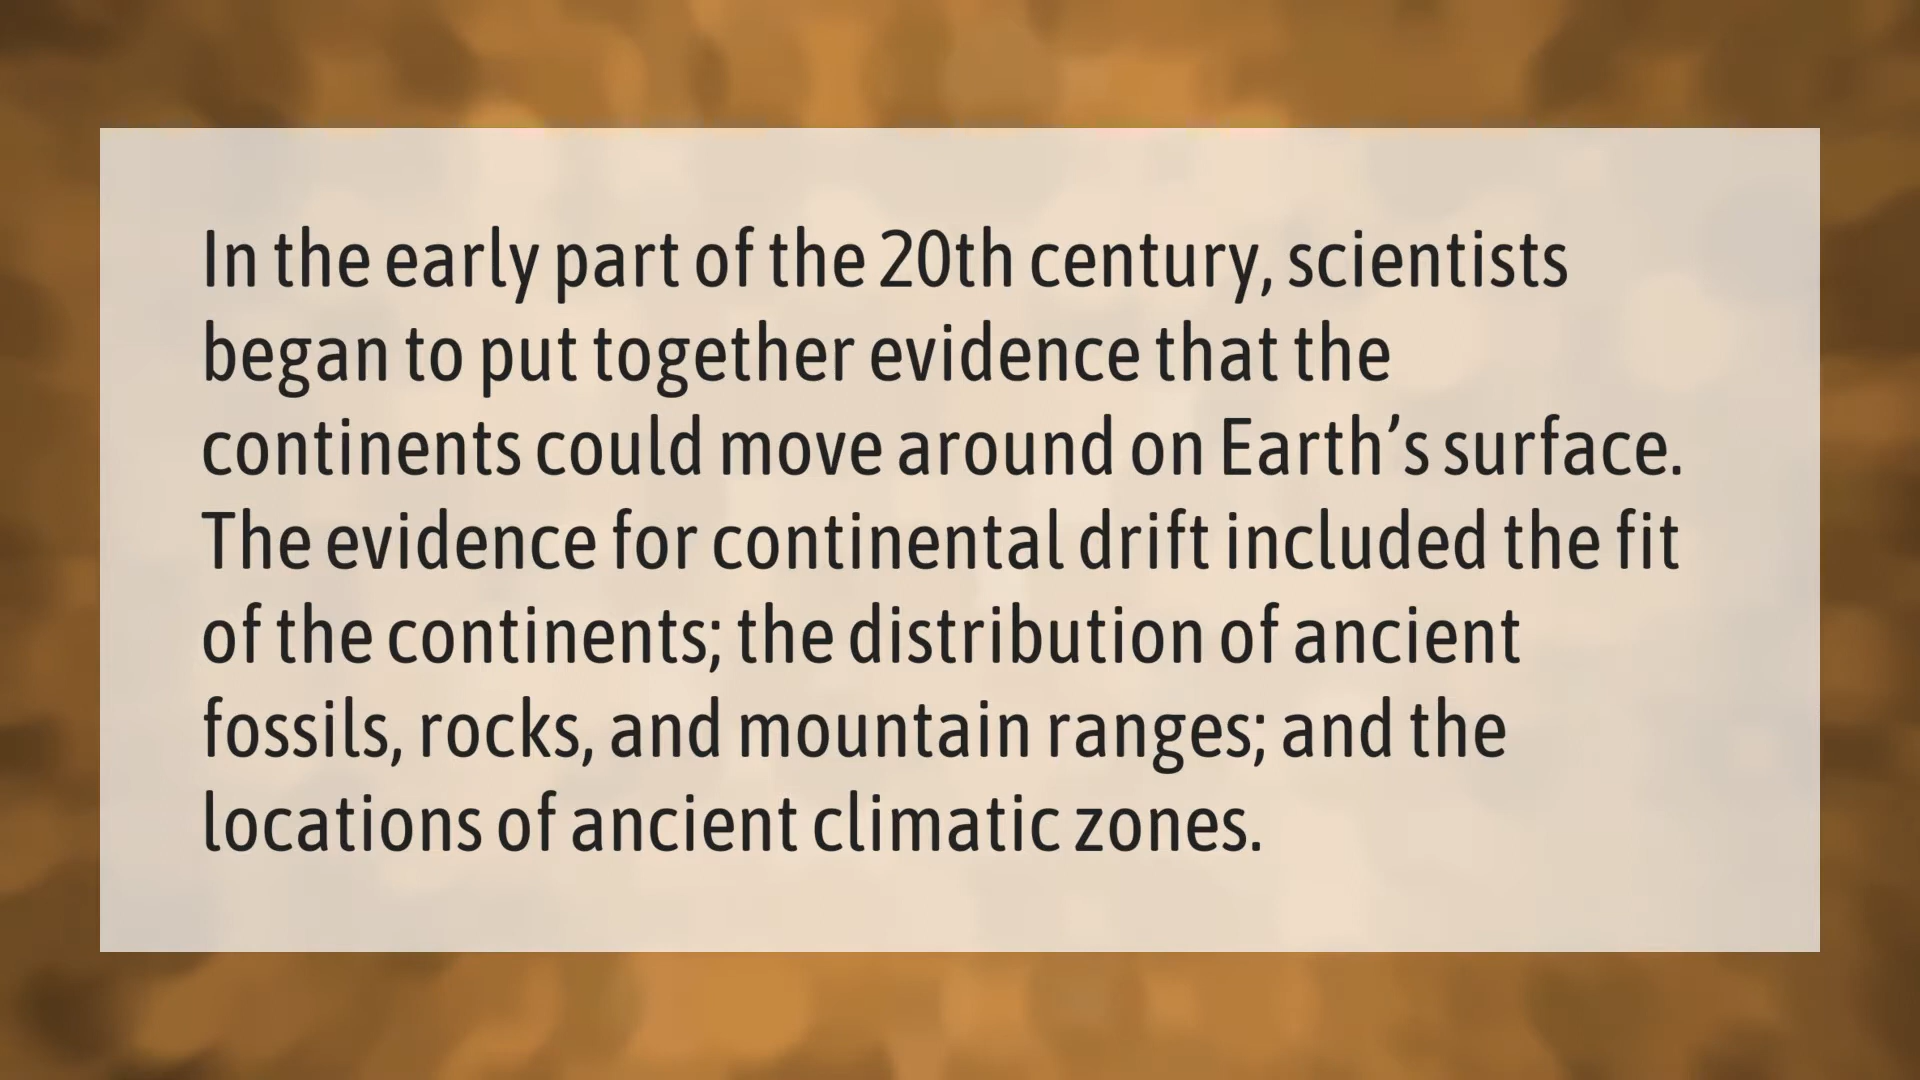 In the early part of the 20th century, scientists
began to put together evidence that the
continents could move around on Earth’s surface.
The evidence for continental drift included the fit
of the continents; the distribution of ancient
fossils, rocks, and mountain ranges; and the
locations of ancient climatic zones.